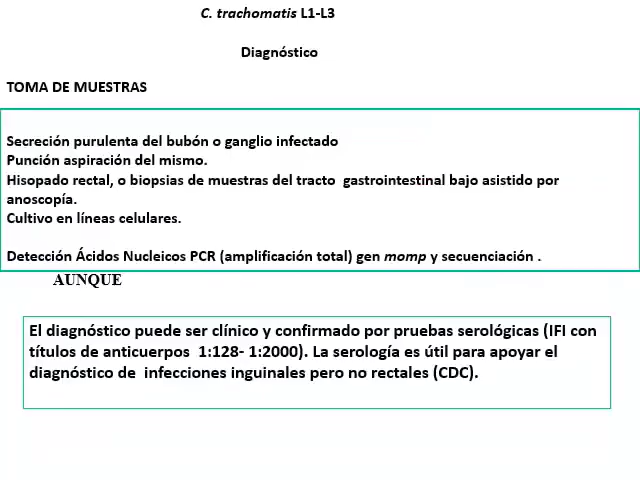 C. trachomatis L1-L3
Diagnóstico
TOMA DE MUESTRAS
Secreción purulenta del bubón o ganglio infectado
Punción aspiración del mismo.
Hisopado rectal, o biopsias de muestras del tracto gastrointestinal bajo asistido por
anoscopía.
Cultivo en líneas celulares.
Detección Ácidos Nucleicos PCR (amplificación total) gen momp y secuenciación .
AUNQUE
El diagnóstico puede ser clínico y confirmado por pruebas serológicas (IFI con
títulos de anticuerpos 1:128- 1:2000). La serología es útil para apoyar el
diagnóstico de infecciones inguinales pero no rectales (CDC).